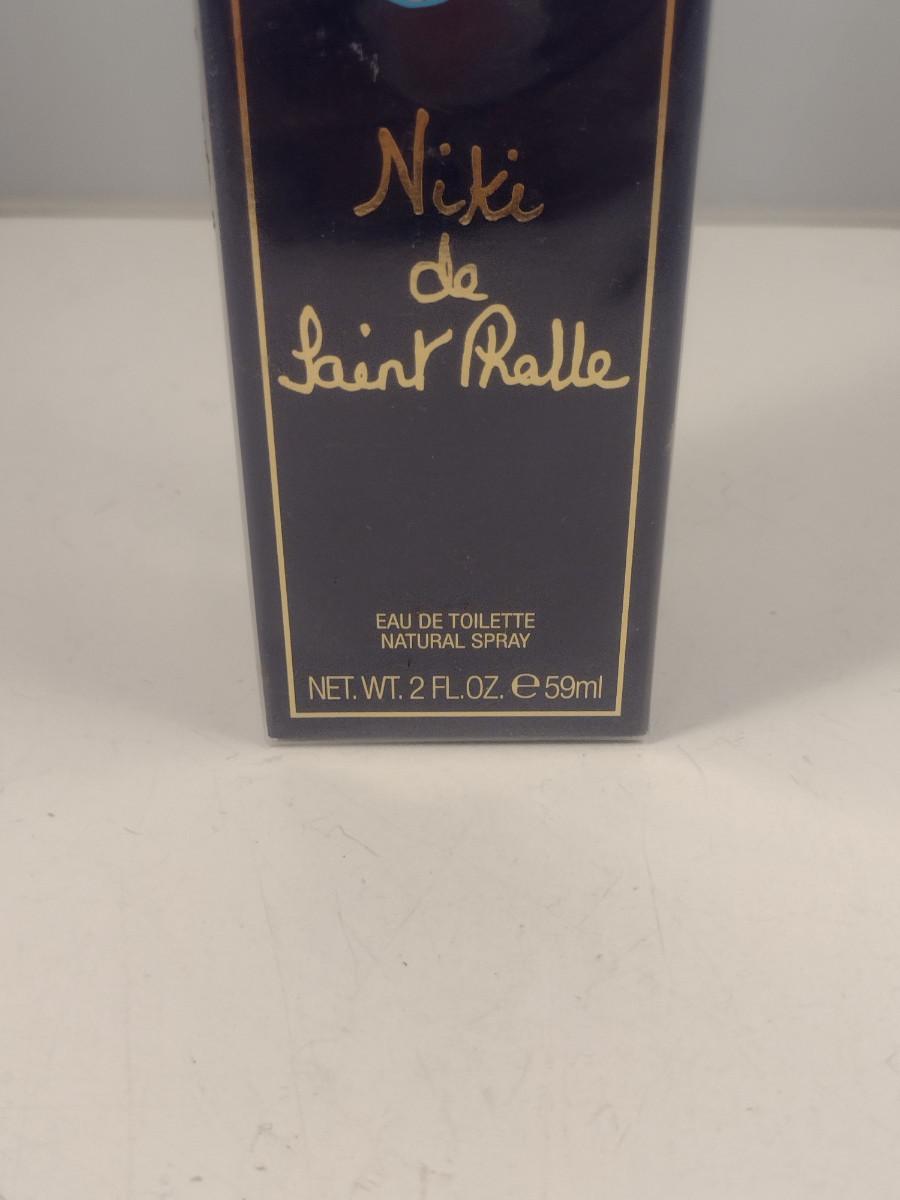 Niki
de
Saint Phalle
EAU DE TOILETTE
NATURAL SPRAY
NET. WT. 2 FL.OZ. ℮ 59ml